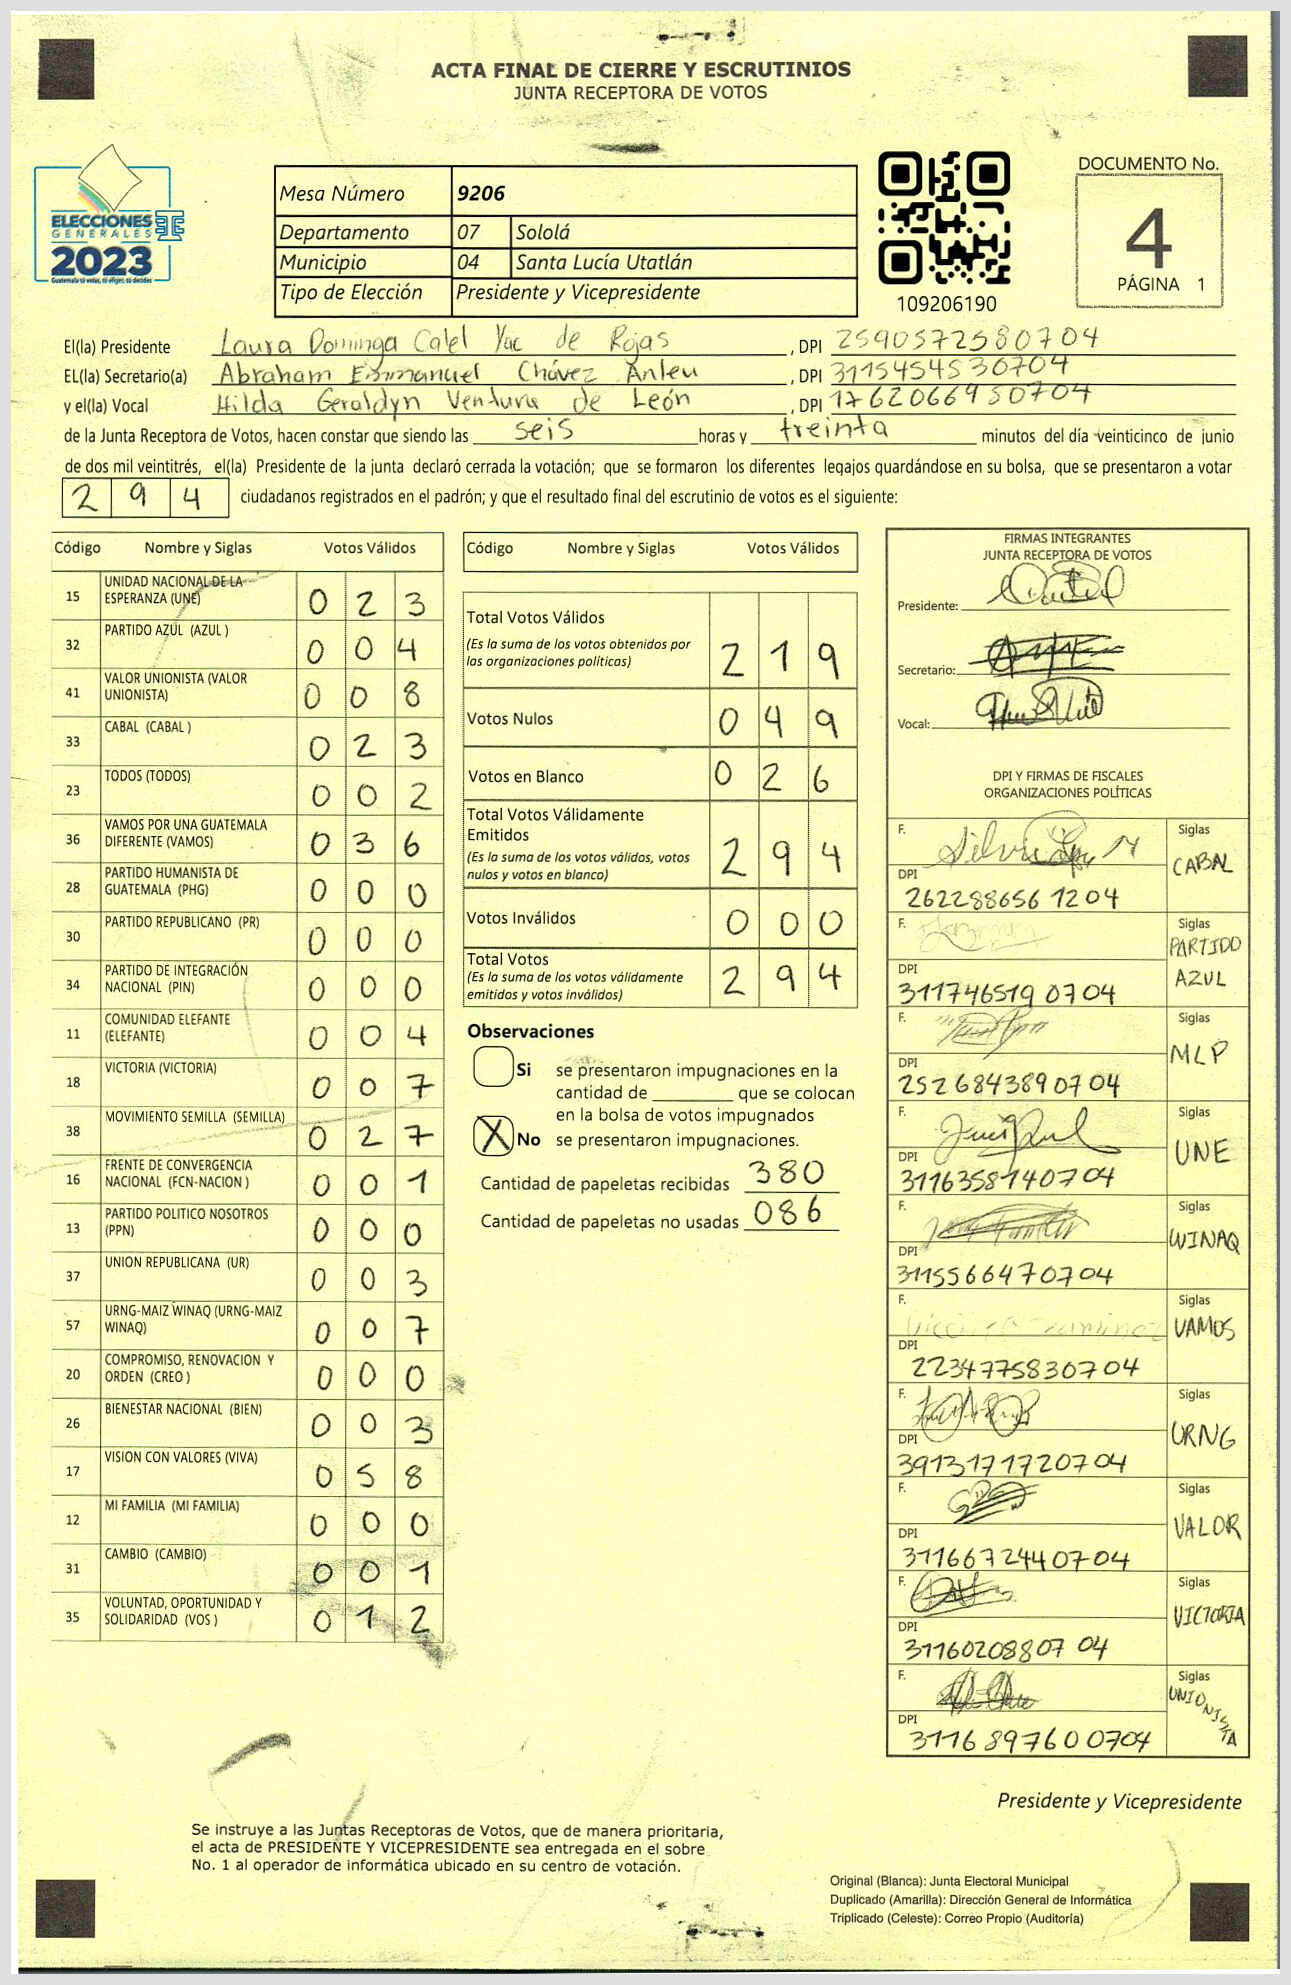 ACTA FINAL DE CIERRE Y ESCRUTINIOS
JUNTA RECEPTORA DE VOTOS
ELECCIONES
GENERALES
2023
Guatemala tú votas, tú eliges, tú decides
Mesa Número 9206
Departamento 07 Sololá
Municipio 04 Santa Lucía Utatlán
Tipo de Elección Presidente y Vicepresidente
109206190
DOCUMENTO No.
4
PÁGINA 1
El(la) Presidente Laura Dominga Calel Yac de Rojas , DPI 2590572580704
EL(la) Secretario(a) Abraham Emmanuel Chávez Anleu , DPI 3115454530704
y el(la) Vocal Hilda Geraldyn Ventura de León , DPI 1762066950704
de la Junta Receptora de Votos, hacen constar que siendo las seis horas y treinta minutos del día veinticinco de junio
de dos mil veintitrés, el(la) Presidente de la junta declaró cerrada la votación; que se formaron los diferentes legajos quardándose en su bolsa, que se presentaron a votar
294 ciudadanos registrados en el padrón; y que el resultado final del escrutinio de votos es el siguiente:
Código Nombre y Siglas Votos Válidos
15 UNIDAD NACIONAL DE LA ESPERANZA (UNE) 0 2 3
32 PARTIDO AZUL (AZUL ) 0 0 4
41 VALOR UNIONISTA (VALOR UNIONISTA) 0 0 8
33 CABAL (CABAL ) 0 2 3
23 TODOS (TODOS) 0 0 2
36 VAMOS POR UNA GUATEMALA DIFERENTE (VAMOS) 0 3 6
28 PARTIDO HUMANISTA DE GUATEMALA (PHG) 0 0 0
30 PARTIDO REPUBLICANO (PR) 0 0 0
34 PARTIDO DE INTEGRACIÓN NACIONAL (PIN) 0 0 0
11 COMUNIDAD ELEFANTE (ELEFANTE) 0 0 4
18 VICTORIA (VICTORIA) 0 0 7
38 MOVIMIENTO SEMILLA (SEMILLA) 0 2 7
16 FRENTE DE CONVERGENCIA NACIONAL (FCN-NACION ) 0 0 1
13 PARTIDO POLITICO NOSOTROS (PPN) 0 0 0
37 UNION REPUBLICANA (UR) 0 0 3
57 URNG-MAIZ WINAQ (URNG-MAIZ WINAQ) 0 0 7
20 COMPROMISO, RENOVACION Y ORDEN (CREO ) 0 0 0
26 BIENESTAR NACIONAL (BIEN) 0 0 3
17 VISION CON VALORES (VIVA) 0 5 8
12 MI FAMILIA (MI FAMILIA) 0 0 0
31 CAMBIO (CAMBIO) 0 0 1
35 VOLUNTAD, OPORTUNIDAD Y SOLIDARIDAD (VOS ) 0 1 2
Código Nombre y Siglas Votos Válidos
Total Votos Válidos 2 1 9
(Es la suma de los votos obtenidos por
las organizaciones políticas)
Votos Nulos 0 4 9
Votos en Blanco 0 2 6
Total Votos Válidamente
Emitidos 2 9 4
(Es la suma de los votos válidos, votos
nulos y votos en blanco)
Votos Inválidos 0 0 0
Total Votos 2 9 4
(Es la suma de los votos válidamente
emitidos y votos inválidos)
Observaciones
Si se presentaron impugnaciones en la
cantidad de ________ que se colocan
en la bolsa de votos impugnados
X No se presentaron impugnaciones.
Cantidad de papeletas recibidas 380
Cantidad de papeletas no usadas 086
FIRMAS INTEGRANTES
JUNTA RECEPTORA DE VOTOS
Presidente:
Secretario:
Vocal:
DPI Y FIRMAS DE FISCALES
ORGANIZACIONES POLÍTICAS
F. Siglas CABAL
DPI 2622886561204
F. Siglas PARTIDO AZUL
DPI 3117465190704
F. Siglas MLP
DPI 2526843890704
F. Siglas UNE
DPI 3116358140704
F. Siglas WINAQ
DPI 3115566470704
F. Siglas VAMOS
DPI 2234775830704
F. Siglas URNG
DPI 3913171720704
F. Siglas VALOR
DPI 3116672440704
F. Siglas VICTORIA
DPI 3116020880704
F. Siglas UNIONISTA
DPI 3116897600704
Presidente y Vicepresidente
Se instruye a las Juntas Receptoras de Votos, que de manera prioritaria,
el acta de PRESIDENTE Y VICEPRESIDENTE sea entregada en el sobre
No. 1 al operador de informática ubicado en su centro de votación.
Original (Blanca): Junta Electoral Municipal
Duplicado (Amarilla): Dirección General de Informática
Triplicado (Celeste): Correo Propio (Auditoría)